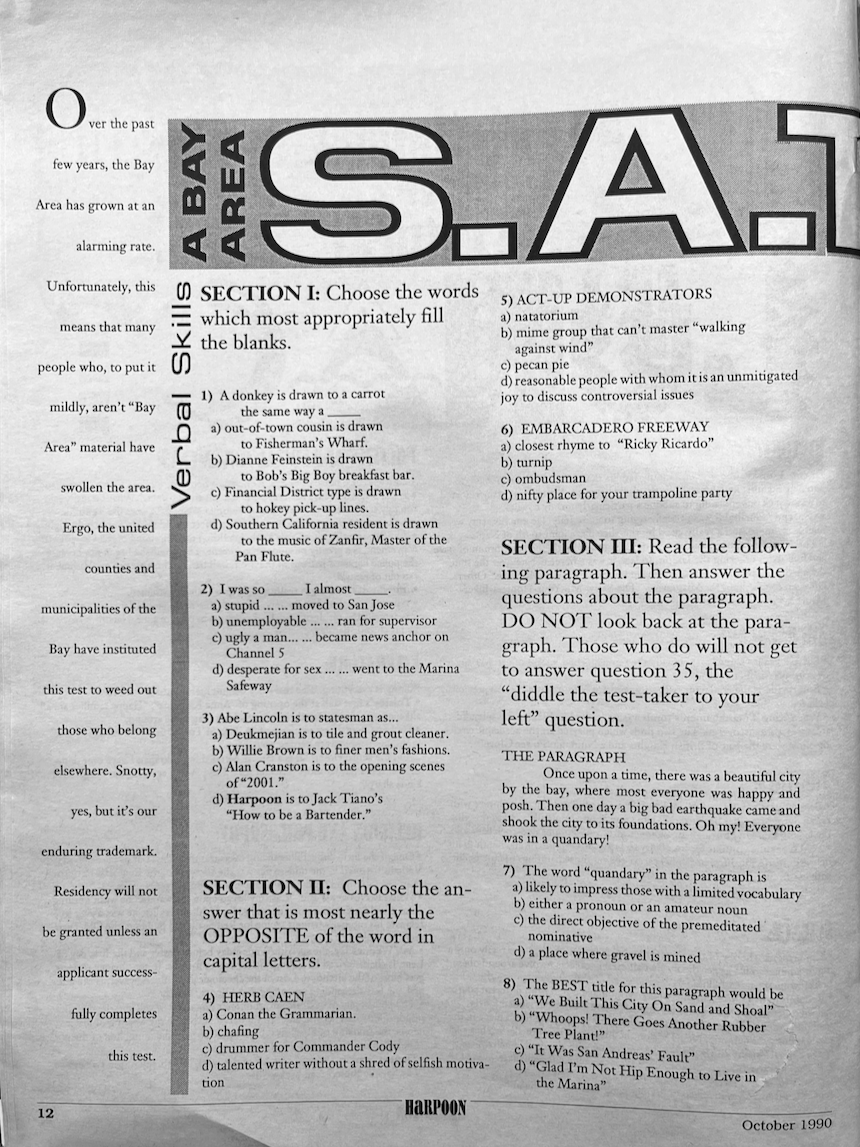 Over the past
few years, the Bay
Area has grown at an
alarming rate.
Unfortunately, this
means that many
people who, to put it
mildly, aren't "Bay
Area" material have
swollen the area.
Ergo, the united
counties and
municipalities of the
Bay have instituted
this test to weed out
those who belong
elsewhere. Snotty,
yes, but it's our
enduring trademark.
Residency will not
be granted unless an
applicant success-
fully completes
this test.
A BAY
AREA
S.A.T
Verbal Skills
SECTION I: Choose the words
which most appropriately fill
the blanks.
1) A donkey is drawn to a carrot
the same way a _____
a) out-of-town cousin is drawn
to Fisherman's Wharf.
b) Dianne Feinstein is drawn
to Bob's Big Boy breakfast bar.
c) Financial District type is drawn
to hokey pick-up lines.
d) Southern California resident is drawn
to the music of Zanfir, Master of the
Pan Flute.
2) I was so _____ I almost _____.
a) stupid ... ... moved to San Jose
b) unemployable ... ... ran for supervisor
c) ugly a man... ... became news anchor on
Channel 5
d) desperate for sex ... ... went to the Marina
Safeway
3) Abe Lincoln is to statesman as...
a) Deukmejian is to tile and grout cleaner.
b) Willie Brown is to finer men's fashions.
c) Alan Cranston is to the opening scenes
of "2001."
d) Harpoon is to Jack Tiano's
"How to be a Bartender."
SECTION II: Choose the an-
swer that is most nearly the
OPPOSITE of the word in
capital letters.
4) HERB CAEN
a) Conan the Grammarian.
b) chafing
c) drummer for Commander Cody
d) talented writer without a shred of selfish motiva-
tion
5) ACT-UP DEMONSTRATORS
a) natatorium
b) mime group that can't master "walking
against wind"
c) pecan pie
d) reasonable people with whom it is an unmitigated
joy to discuss controversial issues
6) EMBARCADERO FREEWAY
a) closest rhyme to "Ricky Ricardo"
b) turnip
c) ombudsman
d) nifty place for your trampoline party
SECTION III: Read the follow-
ing paragraph. Then answer the
questions about the paragraph.
DO NOT look back at the para-
graph. Those who do will not get
to answer question 35, the
"diddle the test-taker to your
left" question.
THE PARAGRAPH
Once upon a time, there was a beautiful city
by the bay, where most everyone was happy and
posh. Then one day a big bad earthquake came and
shook the city to its foundations. Oh my! Everyone
was in a quandary!
7) The word "quandary" in the paragraph is
a) likely to impress those with a limited vocabulary
b) either a pronoun or an amateur noun
c) the direct objective of the premeditated
nominative
d) a place where gravel is mined
8) The BEST title for this paragraph would be
a) "We Built This City On Sand and Shoal"
b) "Whoops! There Goes Another Rubber
Tree Plant!"
c) "It Was San Andreas' Fault"
d) "Glad I'm Not Hip Enough to Live in
the Marina"
12
HARPOON
October 1990